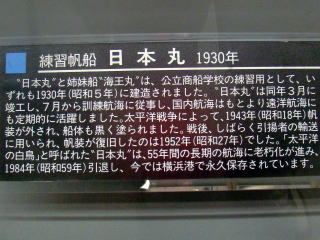 練習帆船 日本丸 1930年
“日本丸”と姉妹船“海王丸”は、公立商船学校の練習用として、い
ずれも1930年(昭和5年)に建造されました。“日本丸”は同年3月に
竣工し、7月から訓練航海に従事し、国内航海はもとより遠洋航海に
も定期的に活躍しました。太平洋戦争によって、1943年(昭和18年)帆
装が外され、船体も黒く塗られました。戦後、しばらく引揚者の輸送
に用いられ、帆装が復旧したのは1952年(昭和27年)でした。「太平洋
の白鳥」と呼ばれた“日本丸”は、55年間の長期の航海に老朽化が進み、
1984年(昭和59年)引退し、今では横浜港で永久保存されています。